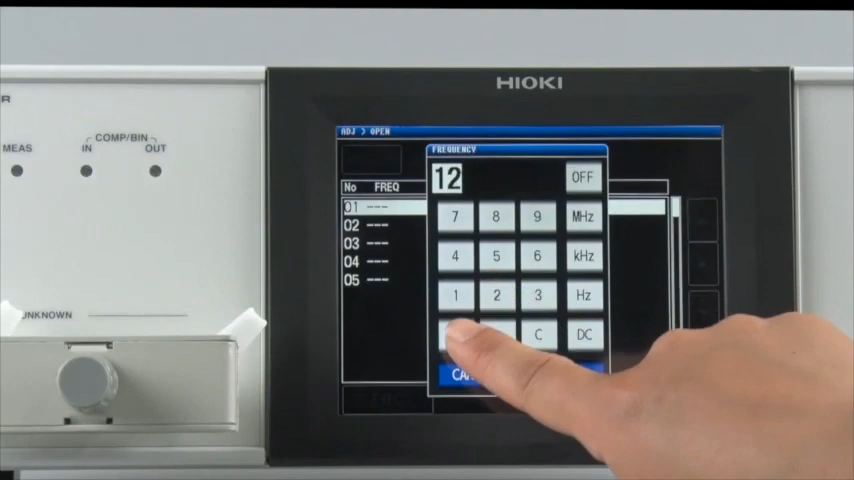 HIOKI
R
COMP/BIN
MEAS IN OUT
ADJ > OPEN
FREQUENCY
12 OFF
No FREQ
7 8 9 MHz
01 ---
02 ---
4 5 6 kHz
03 ---
04 ---
05 ---
1 2 3 Hz
UNKNOWN
C DC